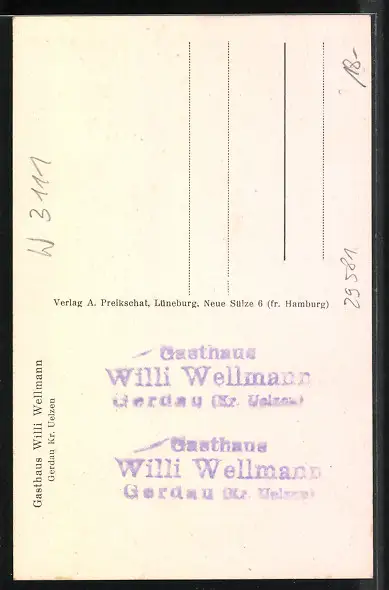 Gasthaus Willi Wellmann
Gerdau Kr. Uelzen
W 3111
Verlag A. Preikschat, Lüneburg, Neue Sülze 6 (fr. Hamburg)
18-
29581
Gasthaus
Willi Wellmann
Gerdau (Kr. Uelzen)
Gasthaus
Willi Wellmann
Gerdau (Kr. Uelzen)